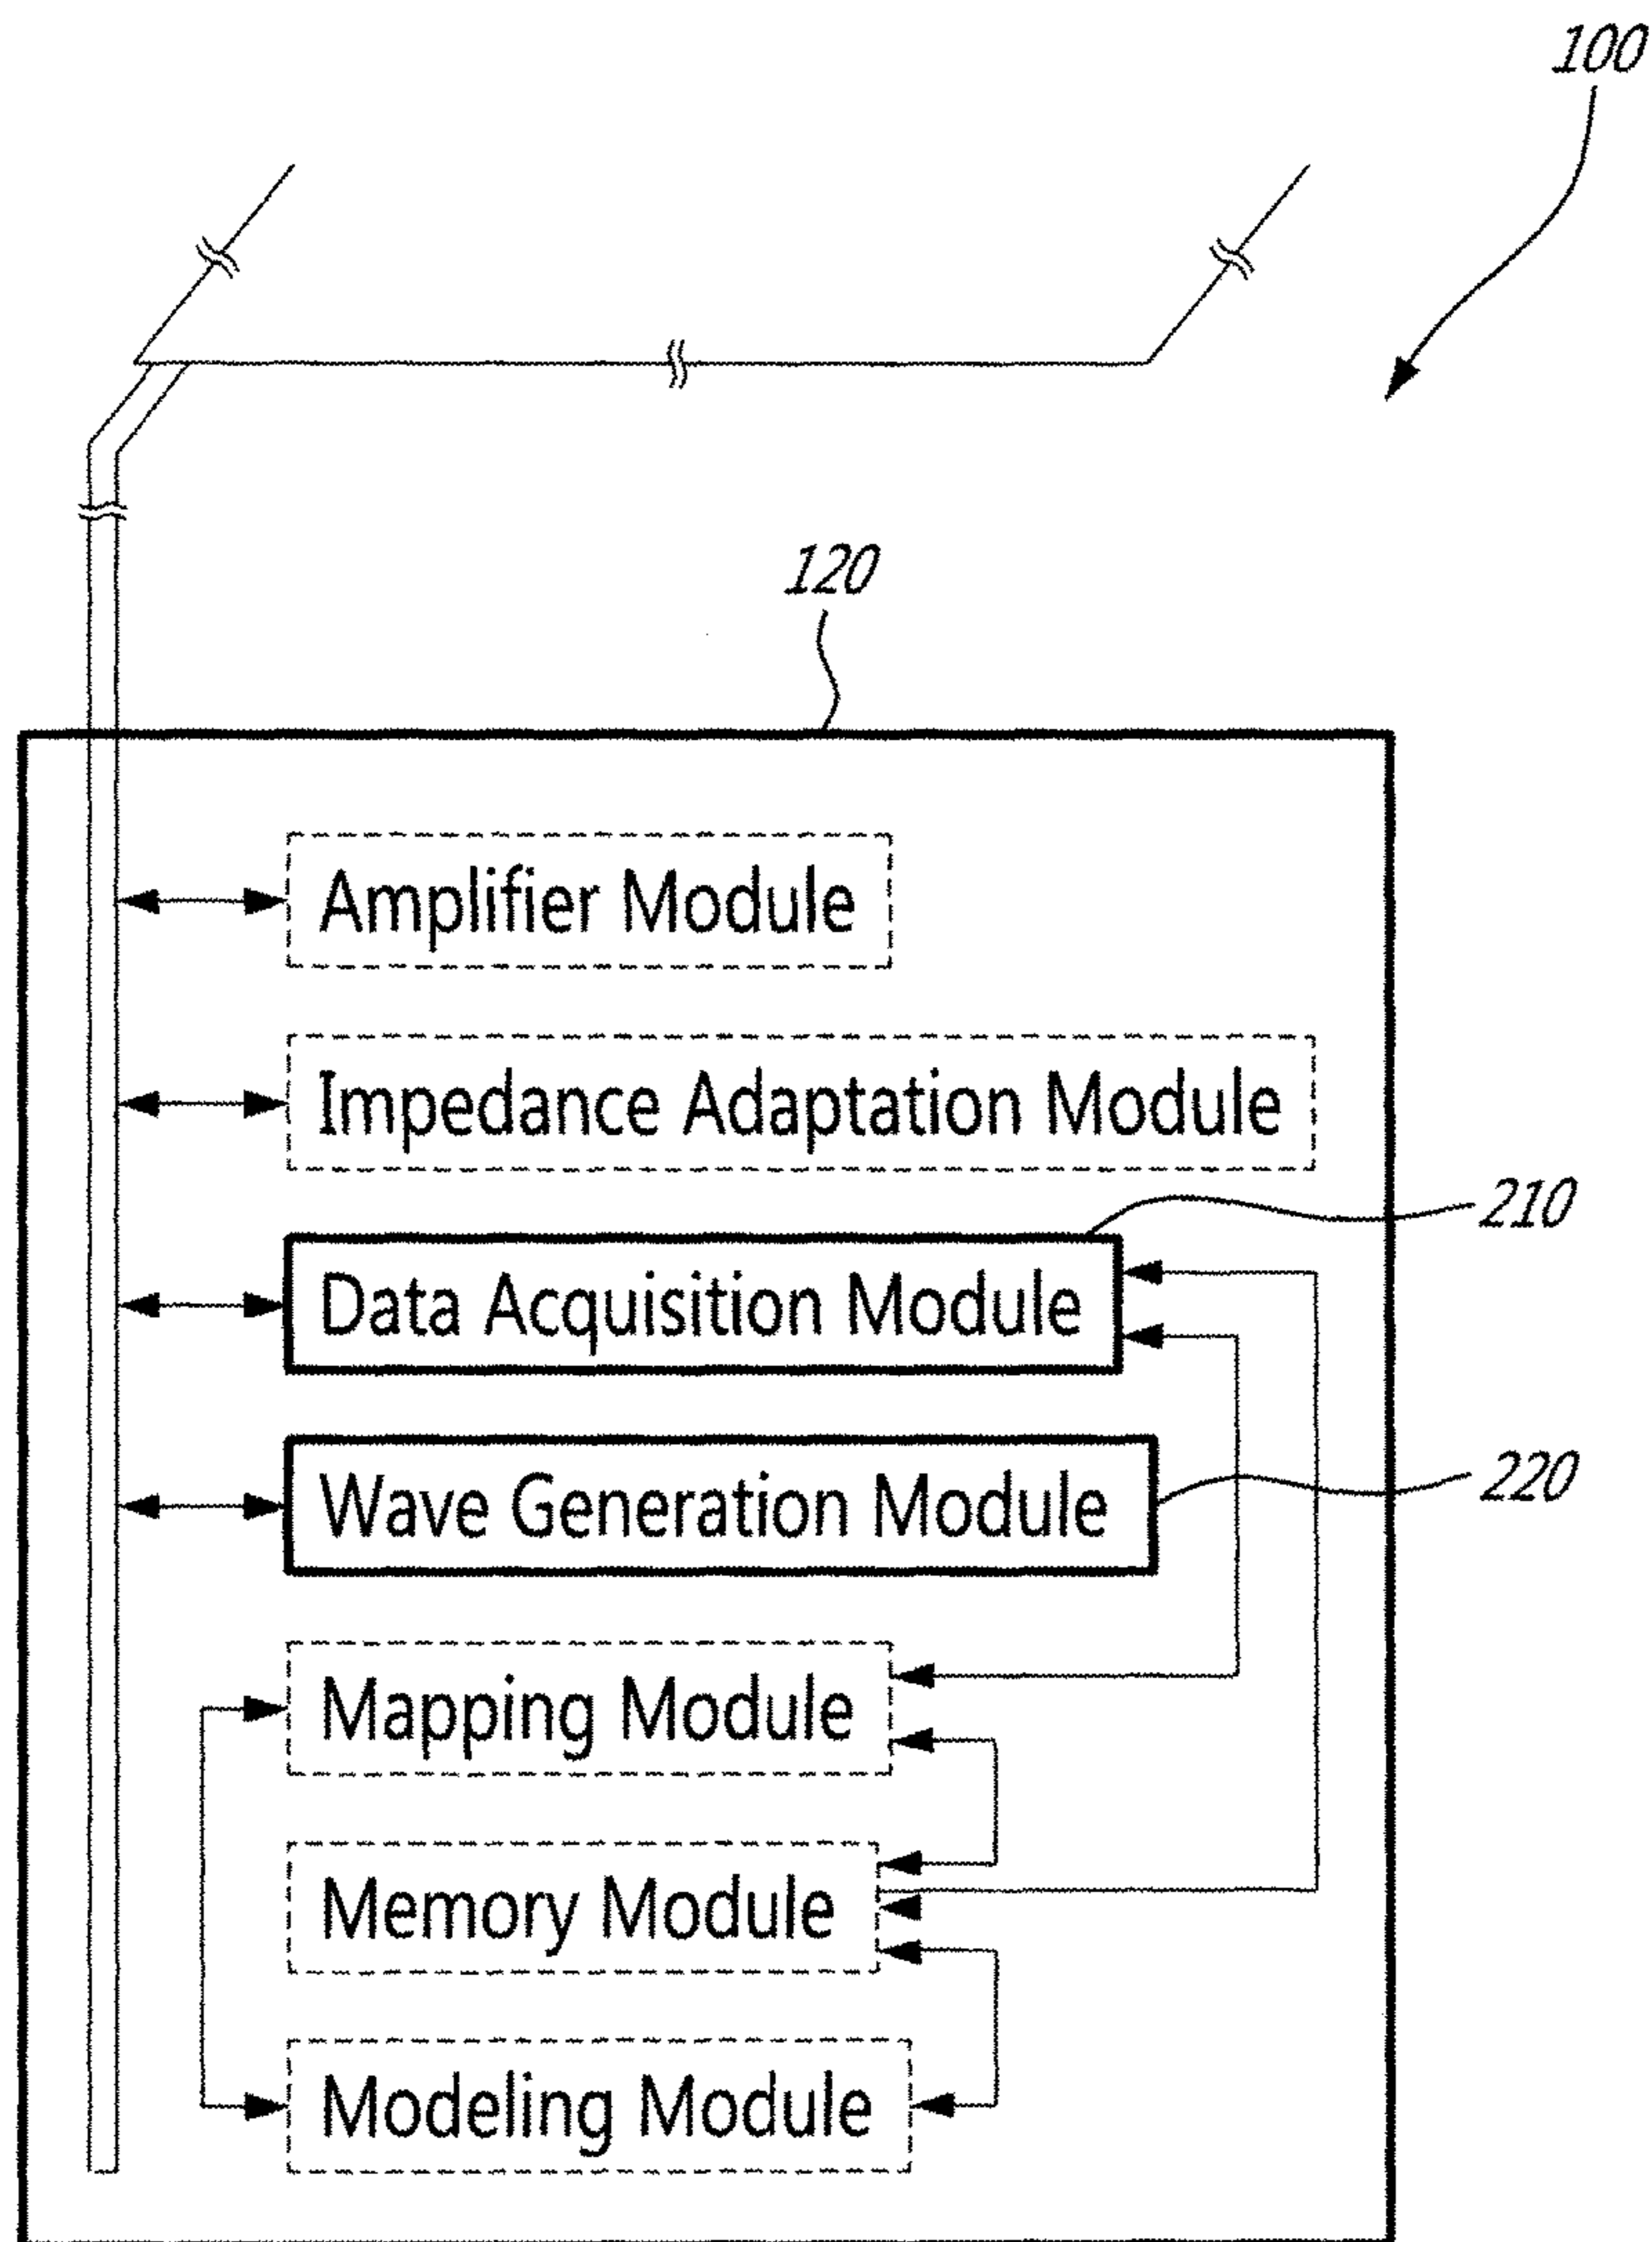 100
120
Amplifier Module
Impedance Adaptation Module
210
Data Acquisition Module
Wave Generation Module
220
Mapping Module
Memory Module
Modeling Module